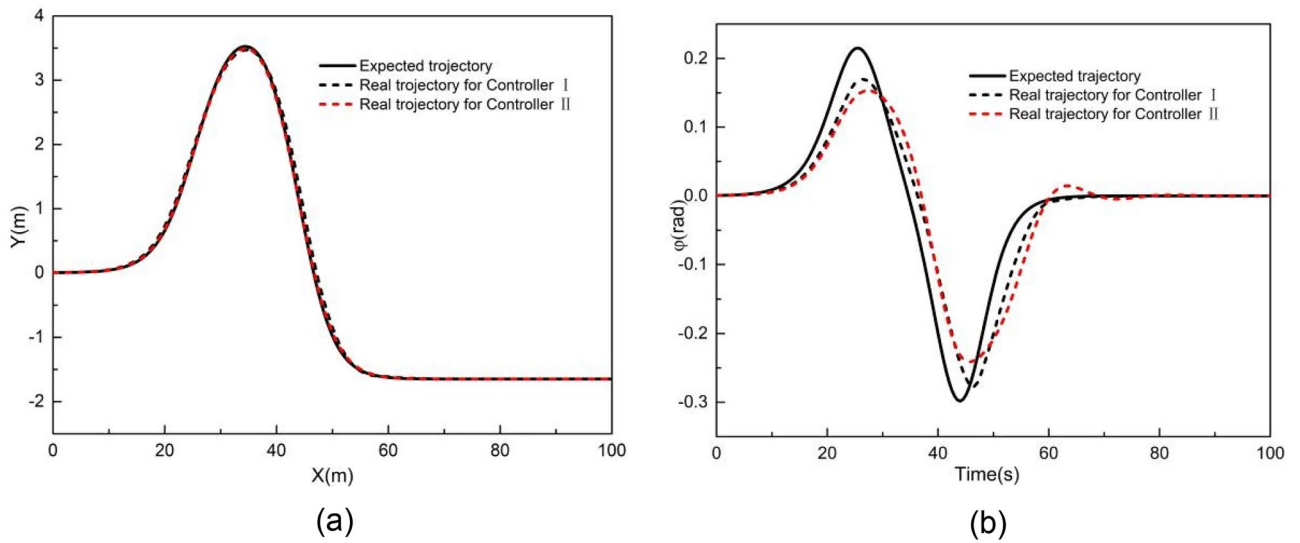 4
3
2
1
0
-1
-2
Y(m)
0
20
40
60
80
100
X(m)
Expected trajectory
Real trajectory for Controller Ⅰ
Real trajectory for Controller Ⅱ
(a)
0.2
0.1
0.0
-0.1
-0.2
-0.3
φ(rad)
0
20
40
60
80
100
Time(s)
Expected trajectory
Real trajectory for Controller Ⅰ
Real trajectory for Controller Ⅱ
(b)